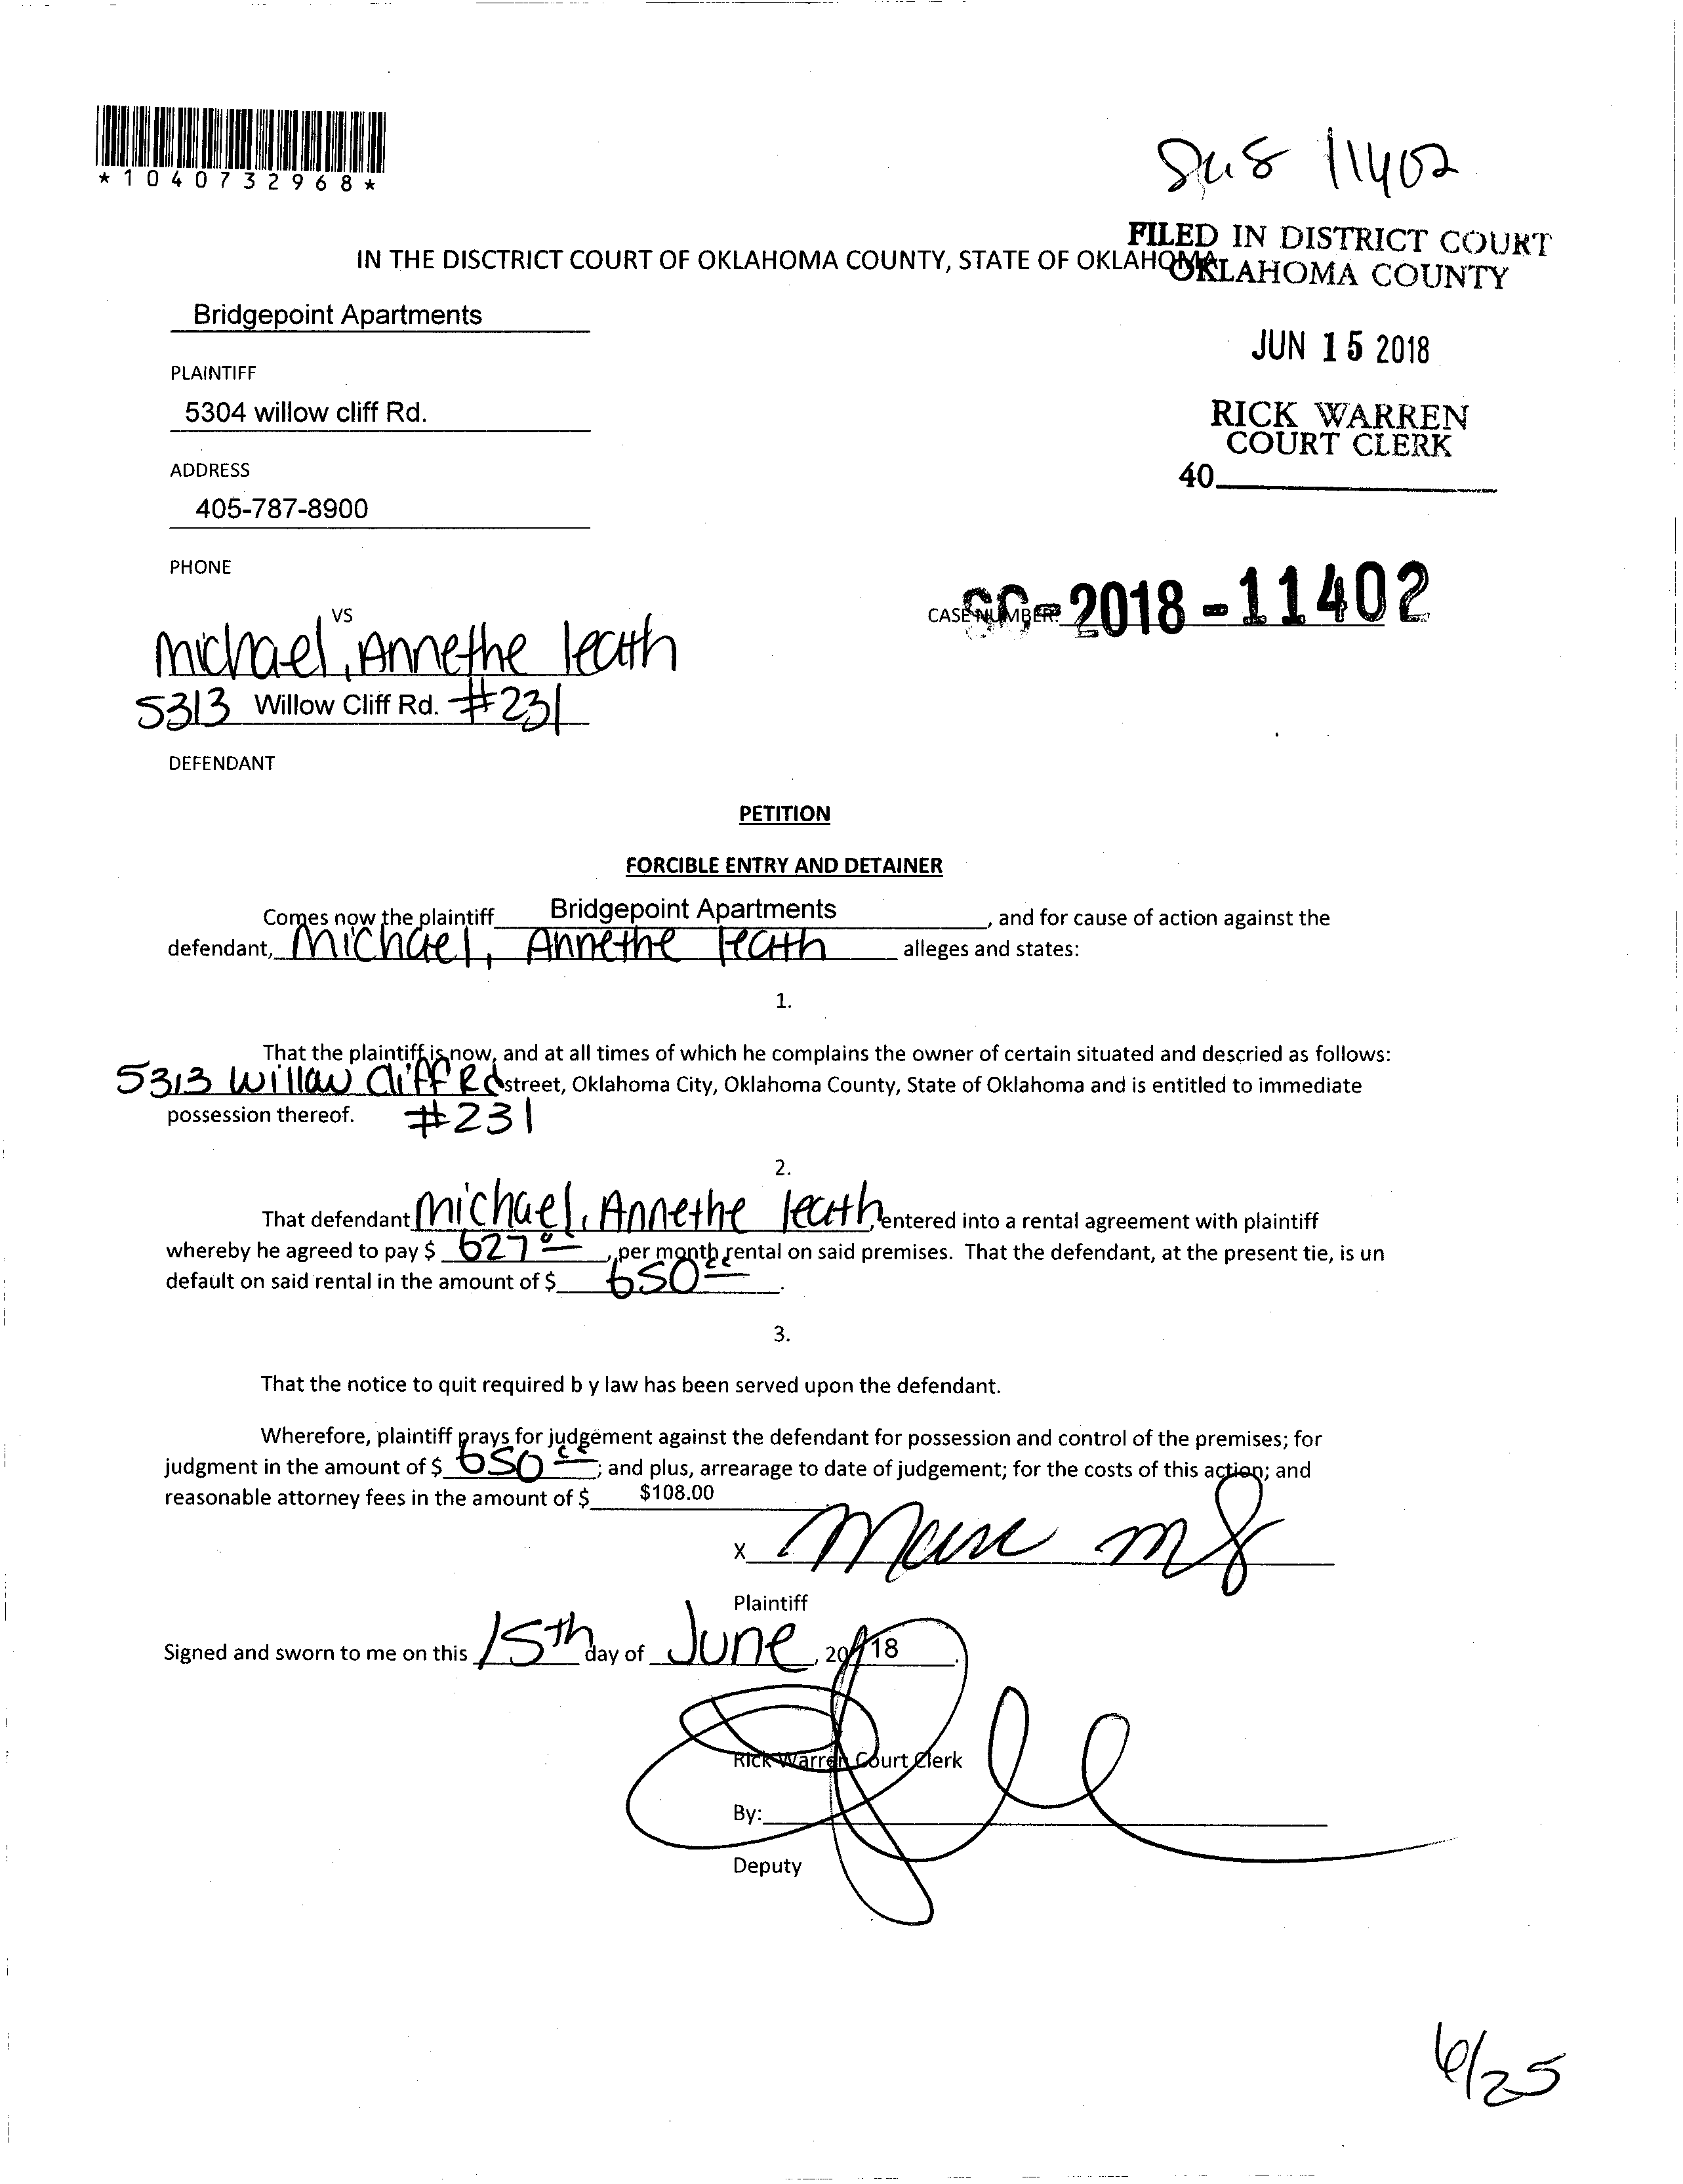 *1040732968*
11402
FILED IN DISTRICT COURT
IN THE DISCTRICT COURT OF OKLAHOMA COUNTY, STATE OF OKLAHOMA
OKLAHOMA COUNTY
Bridgepoint Apartments
JUN 15 2018
PLAINTIFF
5304 willow cliff Rd.
RICK WARREN
COURT CLERK
ADDRESS
40
405-787-8900
PHONE
VS
CASE NUMBER: SC-2018-11402
Michael, Annethe leath
5313 Willow Cliff Rd. #231
DEFENDANT
PETITION
FORCIBLE ENTRY AND DETAINER
Comes now the plaintiff Bridgepoint Apartments, and for cause of action against the
defendant, Michael, Annethe leath alleges and states:
1.
That the plaintiff is now, and at all times of which he complains the owner of certain situated and descried as follows:
5313 Willow Cliff Rd street, Oklahoma City, Oklahoma County, State of Oklahoma and is entitled to immediate
possession thereof. #231
2.
That defendant Michael, Annethe leath, entered into a rental agreement with plaintiff
whereby he agreed to pay $ 627 00, per month rental on said premises. That the defendant, at the present tie, is un
default on said rental in the amount of $ 650 00.
3.
That the notice to quit required b y law has been served upon the defendant.
Wherefore, plaintiff prays for judgement against the defendant for possession and control of the premises; for
judgment in the amount of $ 650 00; and plus, arrearage to date of judgement; for the costs of this action; and
reasonable attorney fees in the amount of $ $108.00
X
Plaintiff
Signed and sworn to me on this 15th day of June, 2018.
Rick Warren Court Clerk
By:
Deputy
6/25